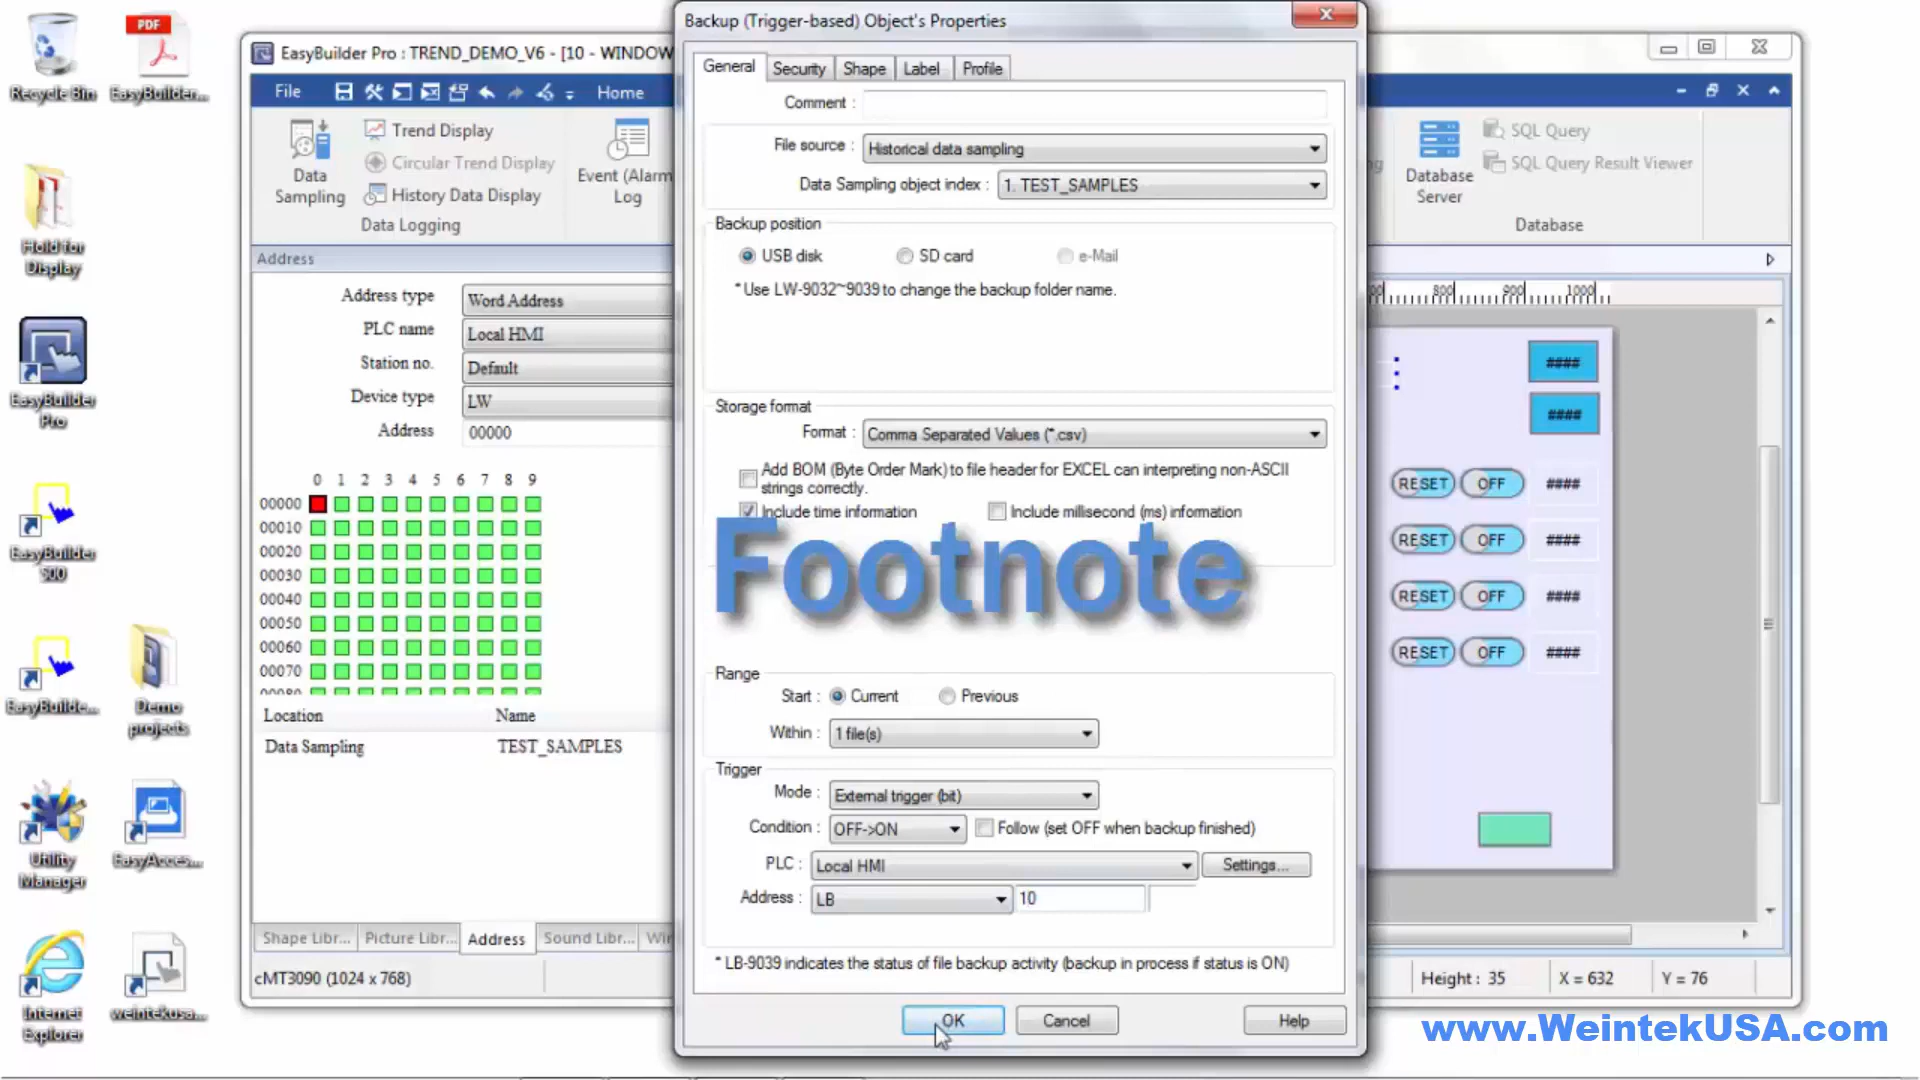 Backup (Trigger-based) Object's Properties
PDF
Recycle Bin
EasyBuilder...
EasyBuilder Pro : TREND_DEMO_V6 - [10 - WINDOW
File
Home
General
Security
Shape
Label
Profile
Comment :
Trend Display
Circular Trend Display
History Data Display
Data
Sampling
Data Logging
Event (Alarm
Log
File source :
Historical data sampling
Data Sampling object index :
1. TEST_SAMPLES
Database
Server
SQL Query
SQL Query Result Viewer
Database
Hold for
Display
Address
Backup position
USB disk
SD card
e-Mail
*Use LW-9032~9039 to change the backup folder name.
800
900
1000
Address type
Word Address
PLC name
Local HMI
Station no.
Default
Device type
LW
Address
00000
EasyBuilder
Pro
####
####
Storage format
Format :
Comma Separated Values (*.csv)
Add BOM (Byte Order Mark) to file header for EXCEL can interpreting non-ASCII
strings correctly.
Include time information
Include millisecond (ms) information
0 1 2 3 4 5 6 7 8 9
00000
00010
00020
00030
00040
00050
00060
00070
00080
RESET OFF ####
RESET OFF ####
RESET OFF ####
RESET OFF ####
EasyBuilder
500
Footnote
EasyBuilde...
Demo
projects
Location
Name
Data Sampling
TEST_SAMPLES
Range
Start :
Current
Previous
Within :
1 file(s)
Trigger
Mode :
External trigger (bit)
Condition :
OFF->ON
Follow (set OFF when backup finished)
PLC :
Local HMI
Settings...
Address :
LB
10
Utility
Manager
EasyAcces...
Shape Libr...
Picture Libr...
Address
Sound Libr...
Win
* LB-9039 indicates the status of file backup activity (backup in process if status is ON)
cMT3090 (1024 x 768)
Height : 35
X = 632
Y = 76
OK
Cancel
Help
Internet
Explorer
weintekusa...
www.WeintekUSA.com